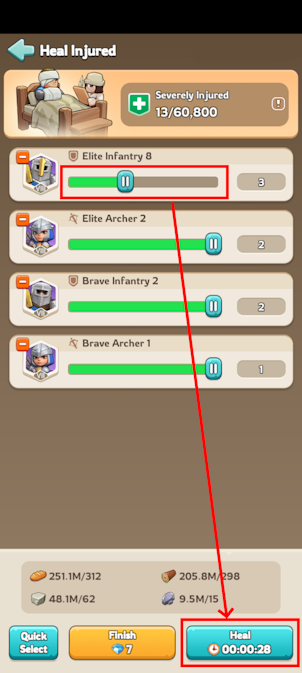 Heal Injured
Severely Injured
13/60,800
Elite Infantry 8
3
Elite Archer 2
2
Brave Infantry 2
2
Brave Archer 1
1
251.1M/312
205.8M/298
48.1M/62
9.5M/15
Quick
Select
Finish
7
Heal
00:00:28